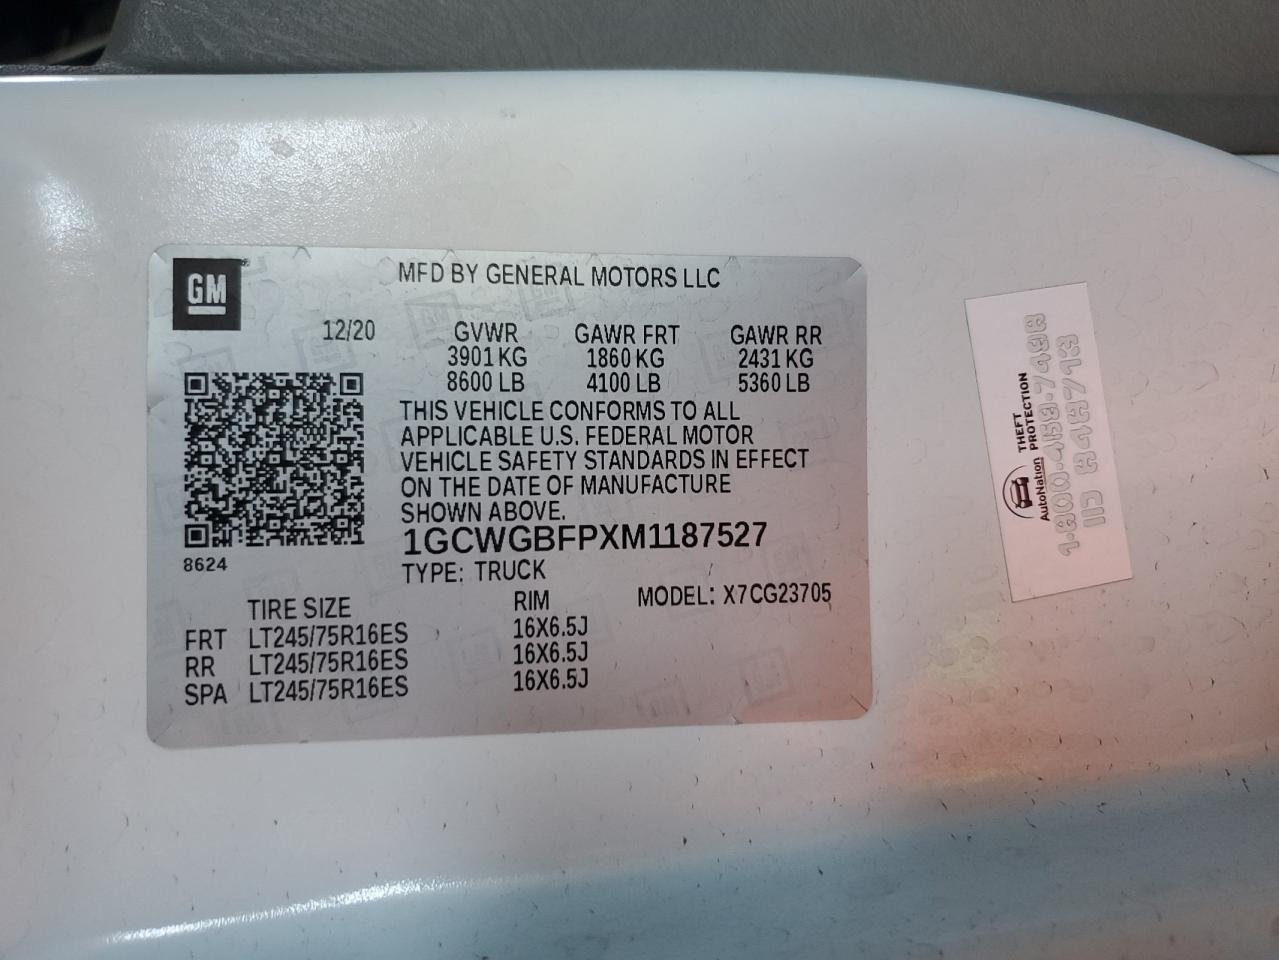 GM
MFD BY GENERAL MOTORS LLC
12/20 GVWR GAWR FRT GAWR RR
3901 KG 1860 KG 2431 KG
8600 LB 4100 LB 5360 LB
THIS VEHICLE CONFORMS TO ALL
APPLICABLE U.S. FEDERAL MOTOR
VEHICLE SAFETY STANDARDS IN EFFECT
ON THE DATE OF MANUFACTURE
SHOWN ABOVE.
1GCWGBFPXM1187527
8624
TYPE: TRUCK
TIRE SIZE RIM MODEL: X7CG23705
FRT LT245/75R16ES 16X6.5J
RR LT245/75R16ES 16X6.5J
SPA LT245/75R16ES 16X6.5J
AutoNation THEFT
PROTECTION